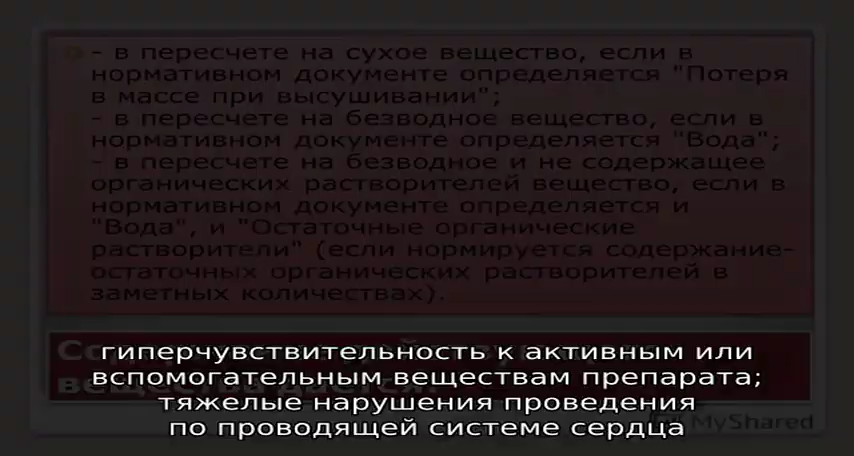 - в пересчете на сухое вещество, если в
нормативном документе определяется "Потеря
в массе при высушивании";
- в пересчете на безводное вещество, если в
нормативном документе определяется "Вода";
- в пересчете на безводное и не содержащее
органических растворителей вещество, если в
нормативном документе определяется и
"Вода", и "Остаточные органические
растворители" (если нормируется содержание
остаточных органических растворителей в
заметных количествах).
гиперчувствительность к активным или
вспомогательным веществам препарата;
тяжелые нарушения проведения
по проводящей системе сердца
MyShared